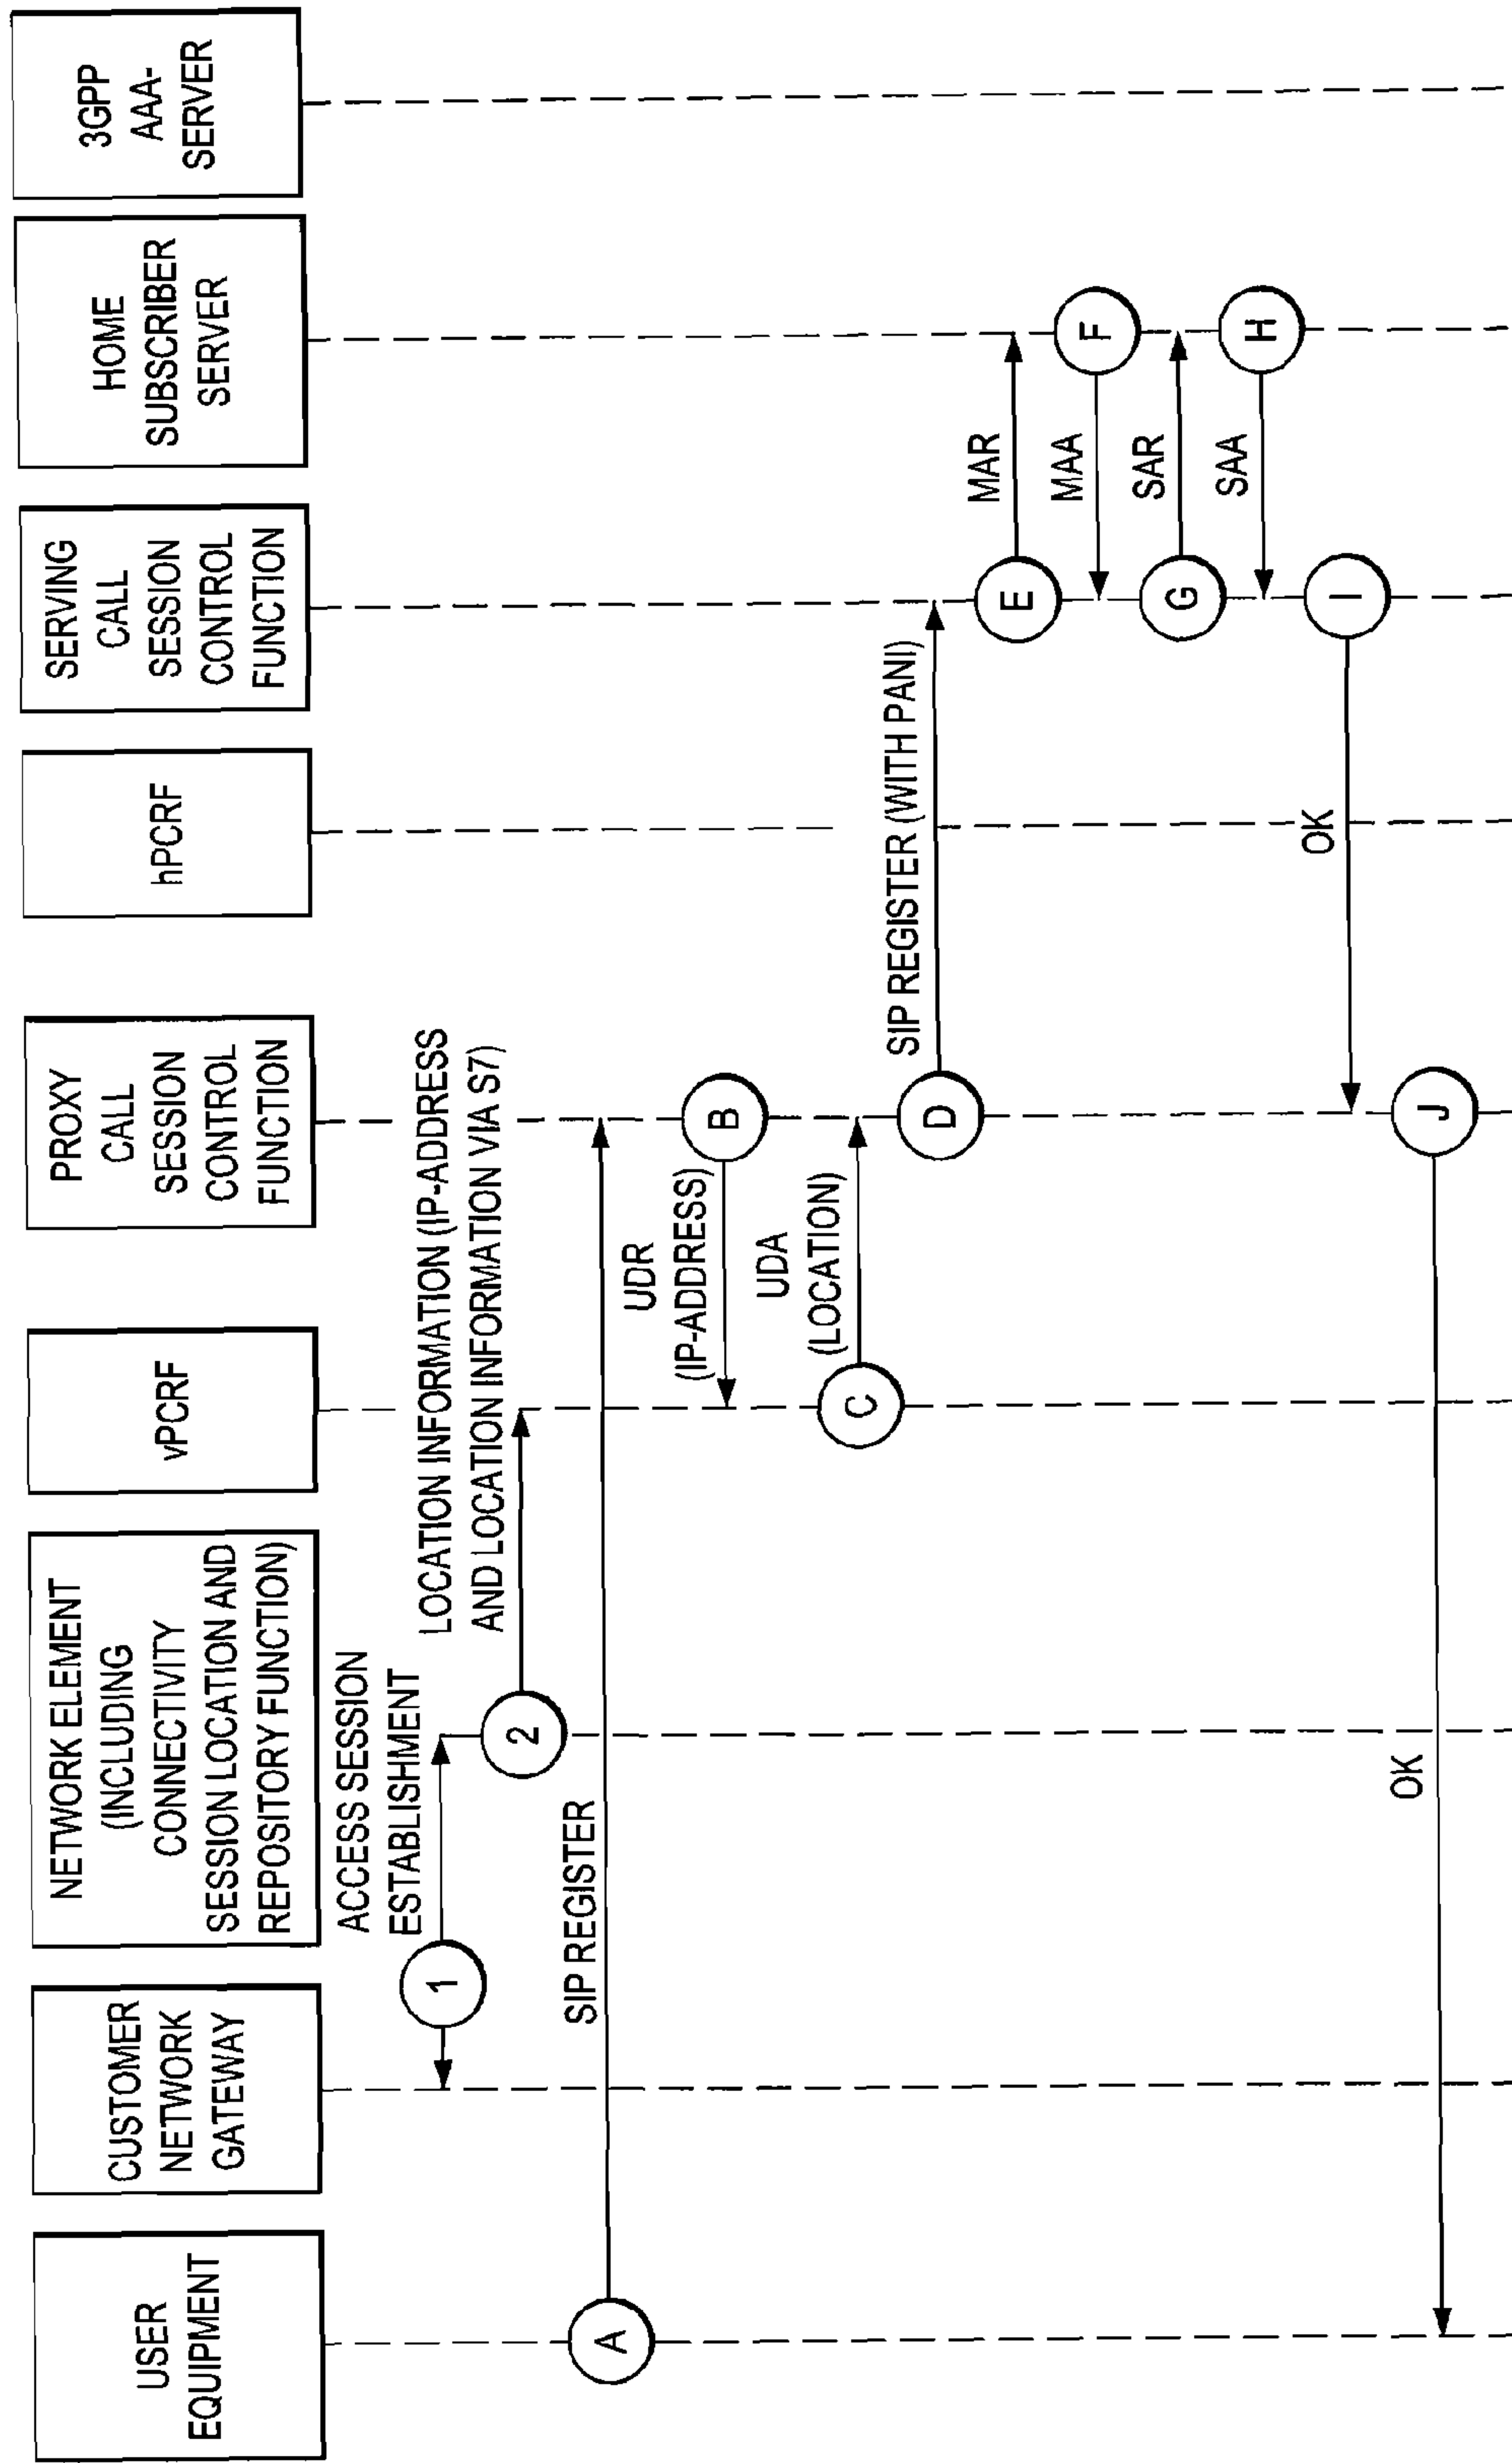 USER
EQUIPMENT
CUSTOMER
NETWORK
GATEWAY
NETWORK ELEMENT
(INCLUDING
CONNECTIVITY
SESSION LOCATION AND
REPOSITORY FUNCTION)
vPCRF
PROXY
CALL
SESSION
CONTROL
FUNCTION
hPCRF
SERVING
CALL
SESSION
CONTROL
FUNCTION
HOME
SUBSCRIBER
SERVER
3GPP
AAA-
SERVER
ACCESS SESSION
ESTABLISHMENT
1
LOCATION INFORMATION (IP-ADDRESS
AND LOCATION INFORMATION VIA S7)
2
SIP REGISTER
A
UDR
(IP-ADDRESS)
B
UDA
(LOCATION)
C
SIP REGISTER (WITH PANI)
D
MAR
E
MAA
F
SAR
G
SAA
H
OK
I
OK
J